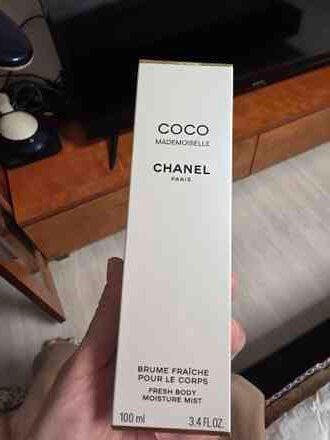 COCO
MADEMOISELLE
CHANEL
PARIS
BRUME FRAÎCHE
POUR LE CORPS
FRESH BODY
MOISTURE MIST
100 ml 3.4 FL.OZ.